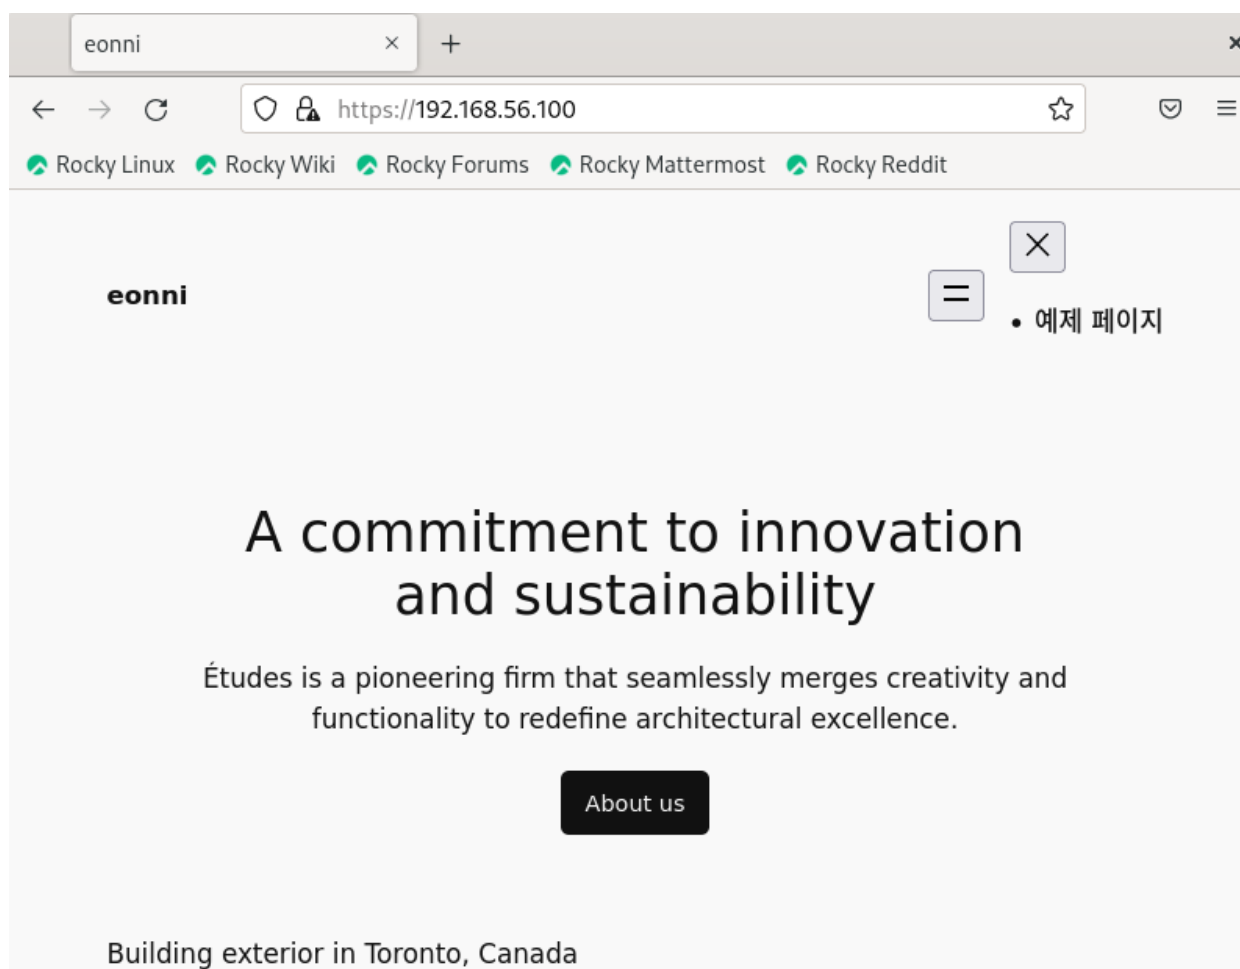 eonni
https://192.168.56.100
Rocky Linux Rocky Wiki Rocky Forums Rocky Mattermost Rocky Reddit
eonni
• 예제 페이지
A commitment to innovation
and sustainability
Études is a pioneering firm that seamlessly merges creativity and
functionality to redefine architectural excellence.
About us
Building exterior in Toronto, Canada